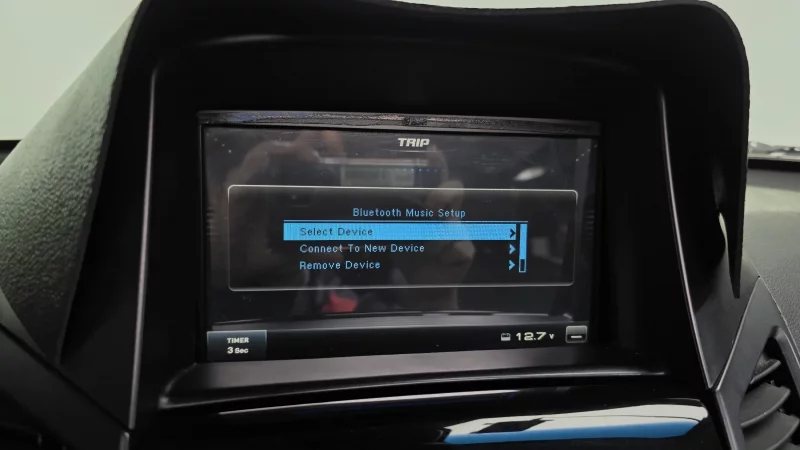 TRIP
Bluetooth Music Setup
Select Device
Connect To New Device
Remove Device
TIMER
3 Sec
12.7 V